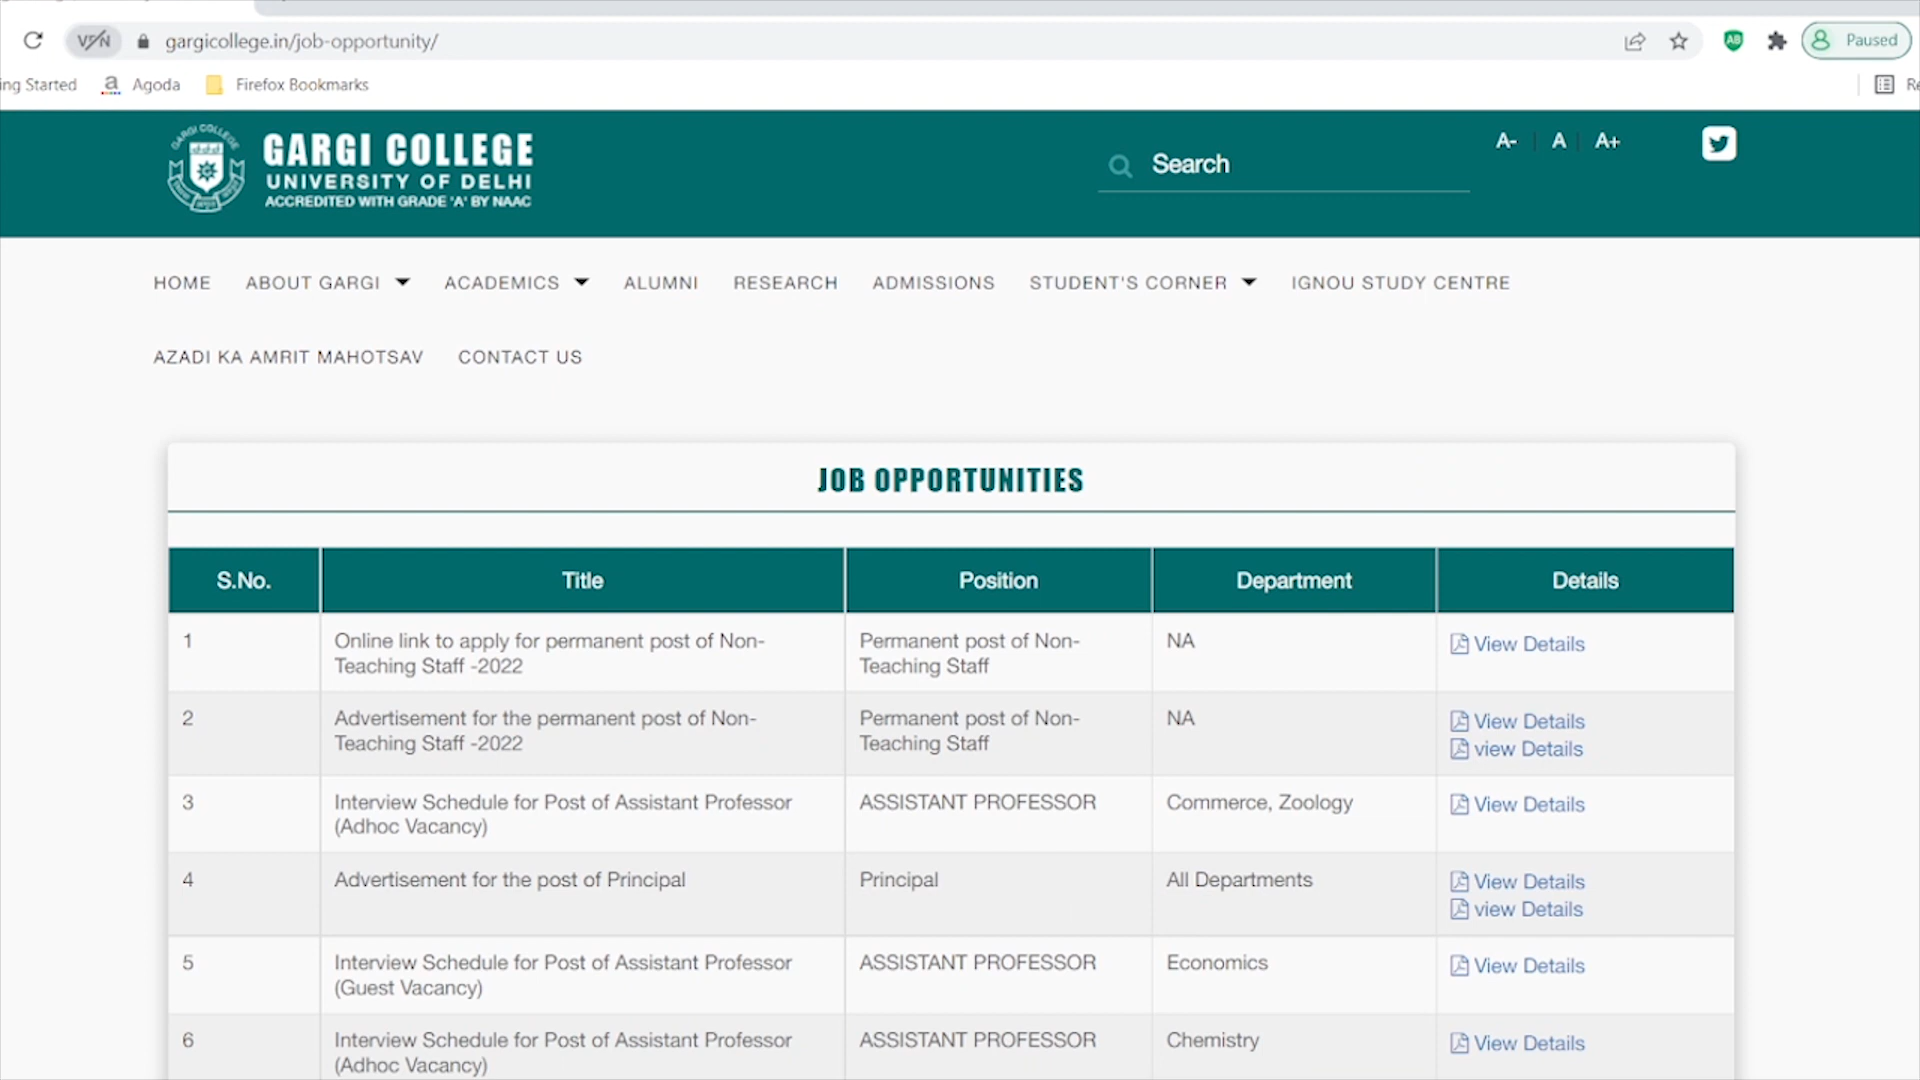 VPN gargicollege.in/job-opportunity/ Paused
ing Started Agoda Firefox Bookmarks Re
GARGI COLLEGE
GARGI COLLEGE
UNIVERSITY OF DELHI
ACCREDITED WITH GRADE 'A' BY NAAC
Search
A- A A+
HOME ABOUT GARGI ACADEMICS ALUMNI RESEARCH ADMISSIONS STUDENT'S CORNER IGNOU STUDY CENTRE
AZADI KA AMRIT MAHOTSAV CONTACT US
JOB OPPORTUNITIES
S.No. Title Position Department Details
1 Online link to apply for permanent post of Non- Permanent post of Non- NA View Details
Teaching Staff -2022 Teaching Staff
2 Advertisement for the permanent post of Non- Permanent post of Non- NA View Details
Teaching Staff -2022 Teaching Staff view Details
3 Interview Schedule for Post of Assistant Professor ASSISTANT PROFESSOR Commerce, Zoology View Details
(Adhoc Vacancy)
4 Advertisement for the post of Principal Principal All Departments View Details
view Details
5 Interview Schedule for Post of Assistant Professor ASSISTANT PROFESSOR Economics View Details
(Guest Vacancy)
6 Interview Schedule for Post of Assistant Professor ASSISTANT PROFESSOR Chemistry View Details
(Adhoc Vacancy)